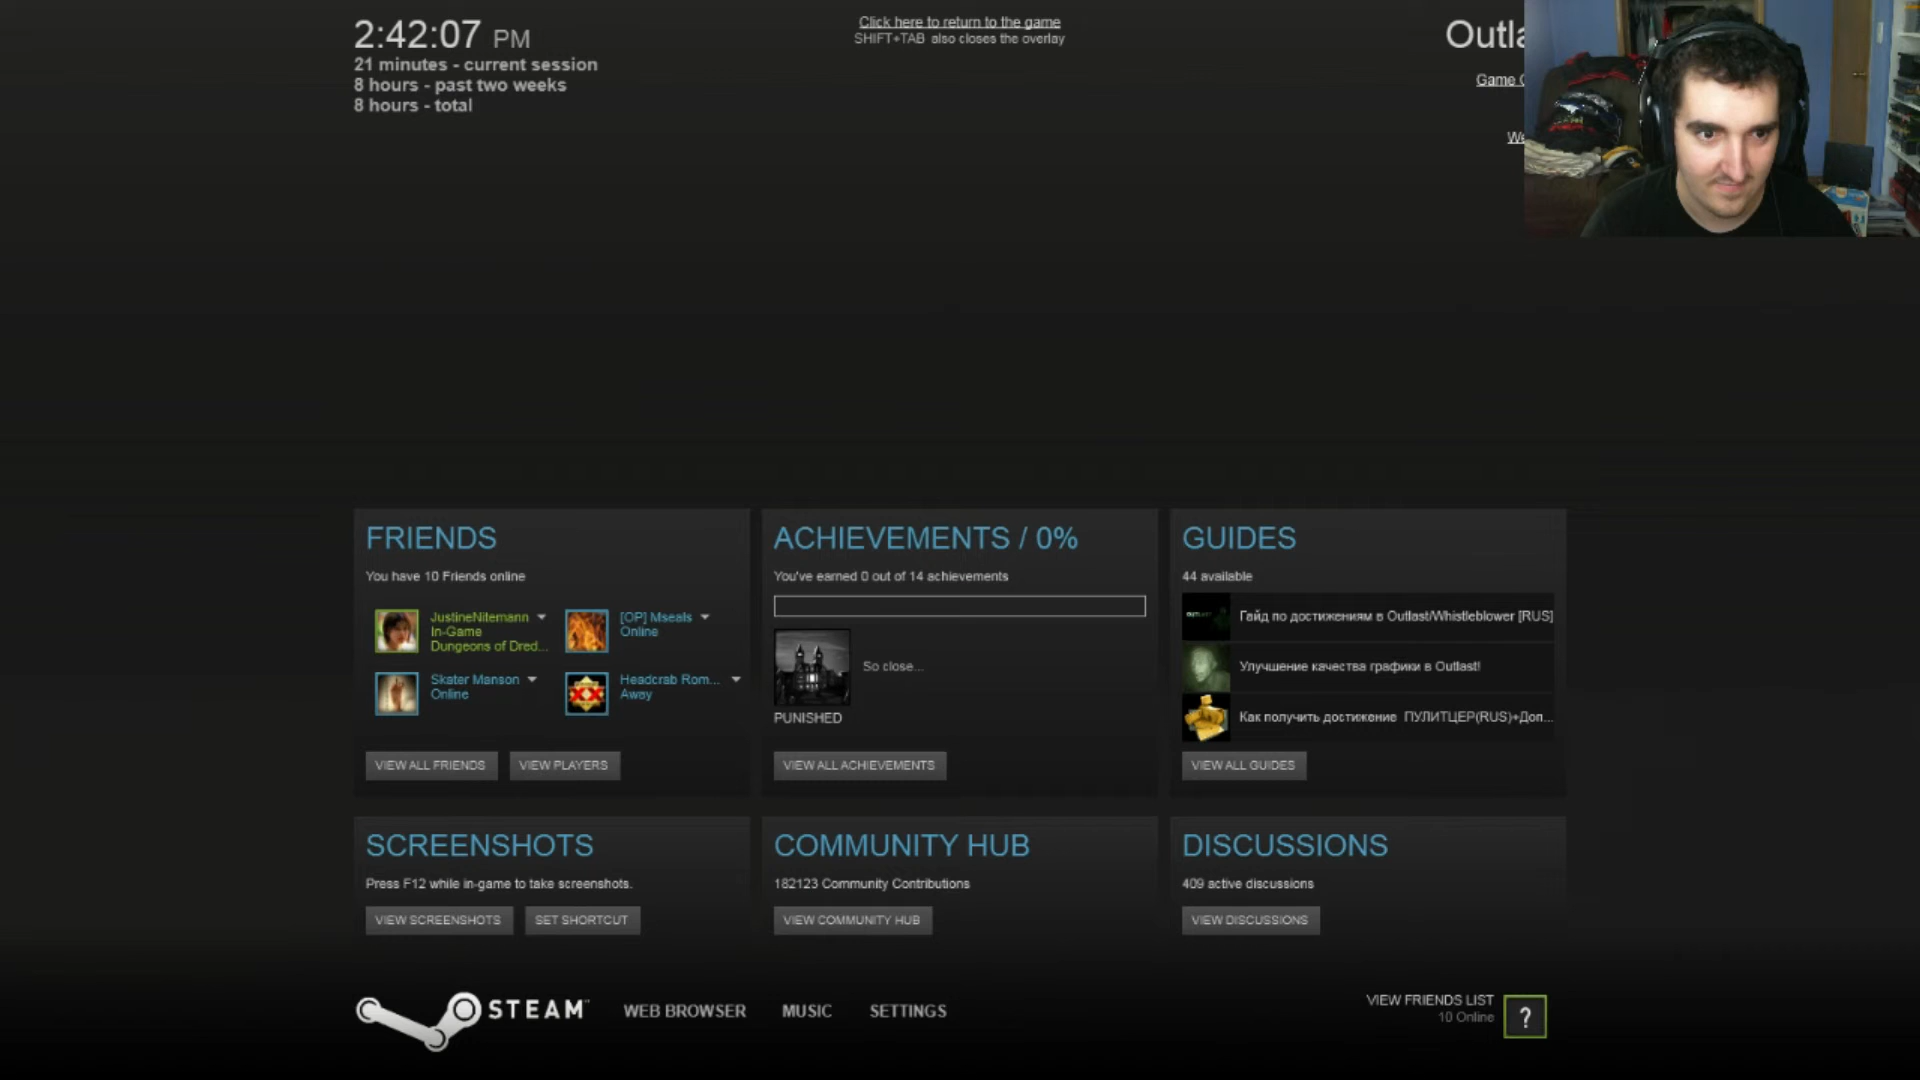 2:42:07 PM
21 minutes - current session
8 hours - past two weeks
8 hours - total
Click here to return to the game
SHIFT+TAB also closes the overlay
Outla
Game
We
FRIENDS
You have 10 Friends online
JustineNitemann
In-Game
Dungeons of Dred...
[OP] Mseals
Online
Skater Manson
Online
Headcrab Rom...
Away
VIEW ALL FRIENDS
VIEW PLAYERS
ACHIEVEMENTS / 0%
You've earned 0 out of 14 achievements
So close...
PUNISHED
VIEW ALL ACHIEVEMENTS
GUIDES
44 available
OUTLAST
Гайд по достижениям в Outlast/Whistleblower [RUS]
Улучшение качества графики в Outlast!
Как получить достижение ПУЛИТЦЕР(RUS)+Доп...
VIEW ALL GUIDES
SCREENSHOTS
Press F12 while in-game to take screenshots.
VIEW SCREENSHOTS
SET SHORTCUT
COMMUNITY HUB
182123 Community Contributions
VIEW COMMUNITY HUB
DISCUSSIONS
409 active discussions
VIEW DISCUSSIONS
STEAM™
WEB BROWSER
MUSIC
SETTINGS
VIEW FRIENDS LIST
10 Online
?